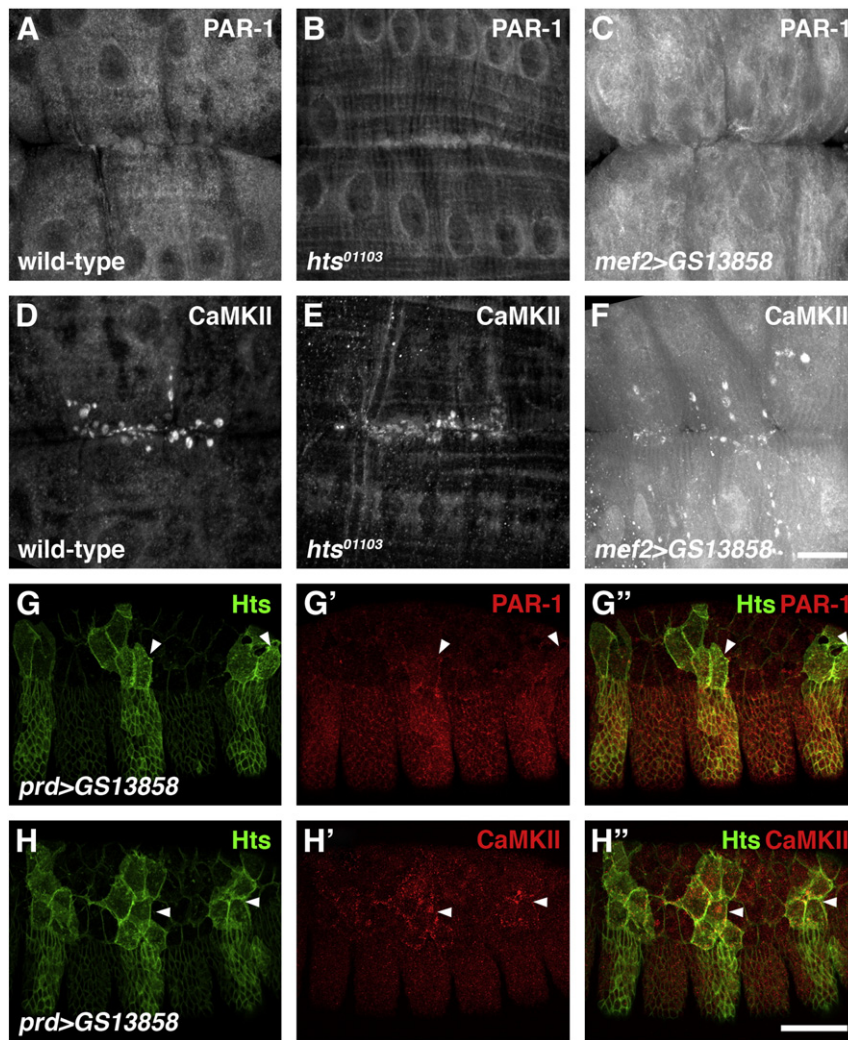 A PAR-1
B PAR-1
C PAR-1
wild-type
hts01103
mef2>GS13858
D CaMKII
E CaMKII
F CaMKII
wild-type
hts01103
mef2>GS13858
G Hts
G' PAR-1
G" Hts PAR-1
prd>GS13858
H Hts
H' CaMKII
H" Hts CaMKII
prd>GS13858